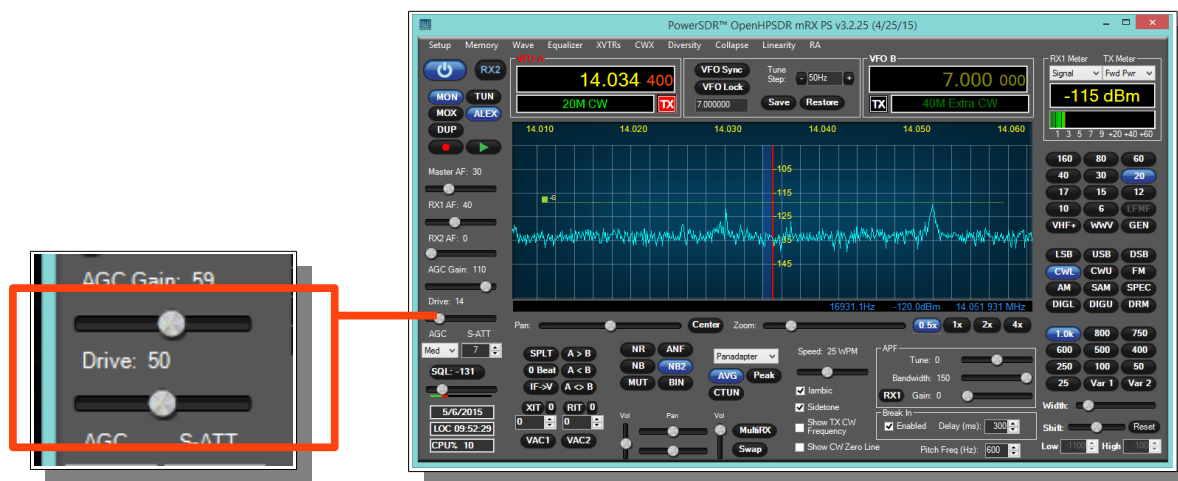 PowerSDR™ OpenHPSDR mRX PS v3.2.25 (4/25/15)
Setup Memory Wave Equalizer XVTRs CWX Diversity Collapse Linearity RA
RX2
MON TUN
MOX ALEX
DUP
VFO A
14.034 400
20M CW TX
VFO Sync
VFO Lock
7.000000
Tune
Step: - 50Hz +
Save Restore
VFO B
7.000 000
TX 40M Extra CW
RX1 Meter TX Meter
Signal Fwd Pwr
-115 dBm
1 3 5 7 9 +20 +40 +60
Master AF: 30
RX1 AF: 40
RX2 AF: 0
AGC Gain: 110
Drive: 14
AGC S-ATT
Med 7
SQL: -131
5/6/2015
LOC 09:52:29
CPU% 10
14.010 14.020 14.030 14.040 14.050 14.060
-105
-G
-115
-125
-135
-145
16931.1Hz -120.0dBm 14.051 931 MHz
Pan: Center Zoom: 0.5x 1x 2x 4x
SPLT A > B
0 Beat A < B
IF->V A <> B
XIT 0 RIT 0
0 0
VAC1 VAC2
NR ANF
NB NB2
MUT BIN
Panadapter
AVG Peak
CTUN
Vol Pan Vol
MultiRX
Swap
Speed: 25 WPM
Iambic
Sidetone
Show TX CW
Frequency
Show CW Zero Line
APF
Tune: 0
Bandwidth: 150
RX1 Gain: 0
Break In
Enabled Delay (ms): 300
Pitch Freq (Hz): 600
160 80 60
40 30 20
17 15 12
10 6 LFMF
VHF+ WWV GEN
LSB USB DSB
CWL CWU FM
AM SAM SPEC
DIGL DIGU DRM
1.0k 800 750
600 500 400
250 100 50
25 Var 1 Var 2
Width:
Shift: Reset
Low -1100 High -100
AGC Gain: 59
Drive: 50
AGC S-ATT